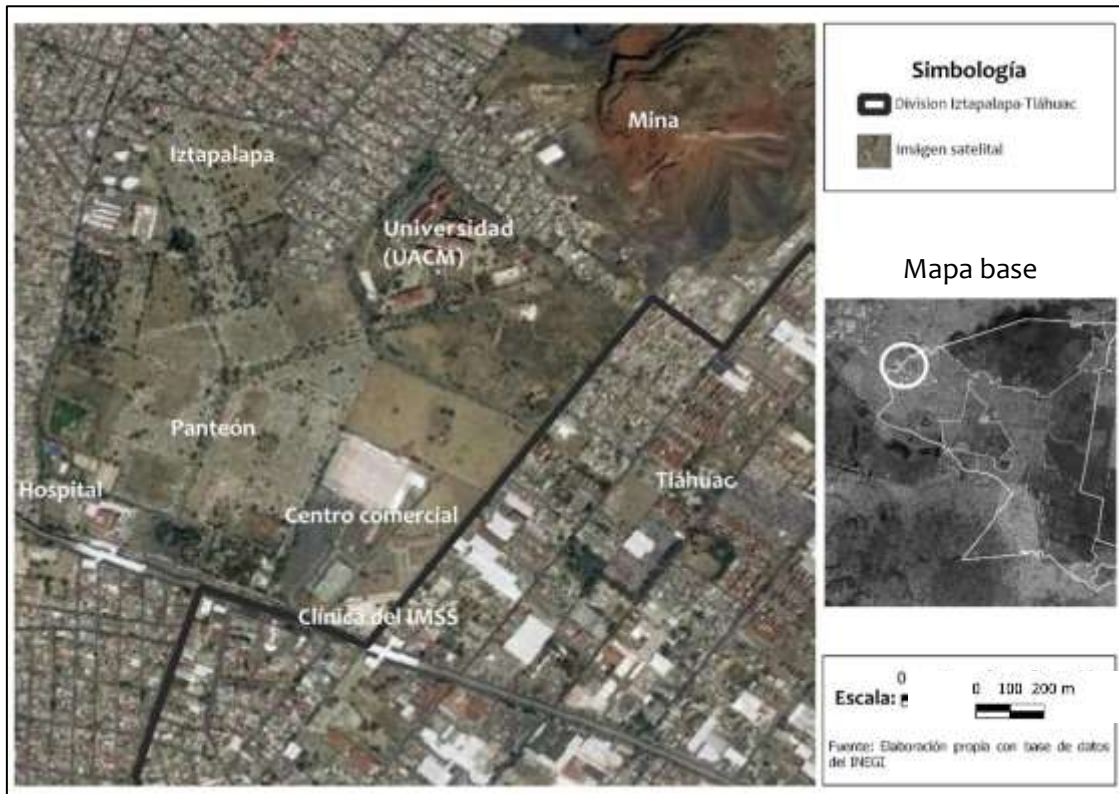 Mina
Iztapalapa
Universidad
(UACM)
Panteón
Tláhuac
Hospital
Centro comercial
Clínica del IMSS
Simbología
Division Iztapalapa-Tláhuac
Imágen satelital
Mapa base
0
Escala:
0 100 200 m
Fuente: Elaboración propia con base de datos
del INEGI